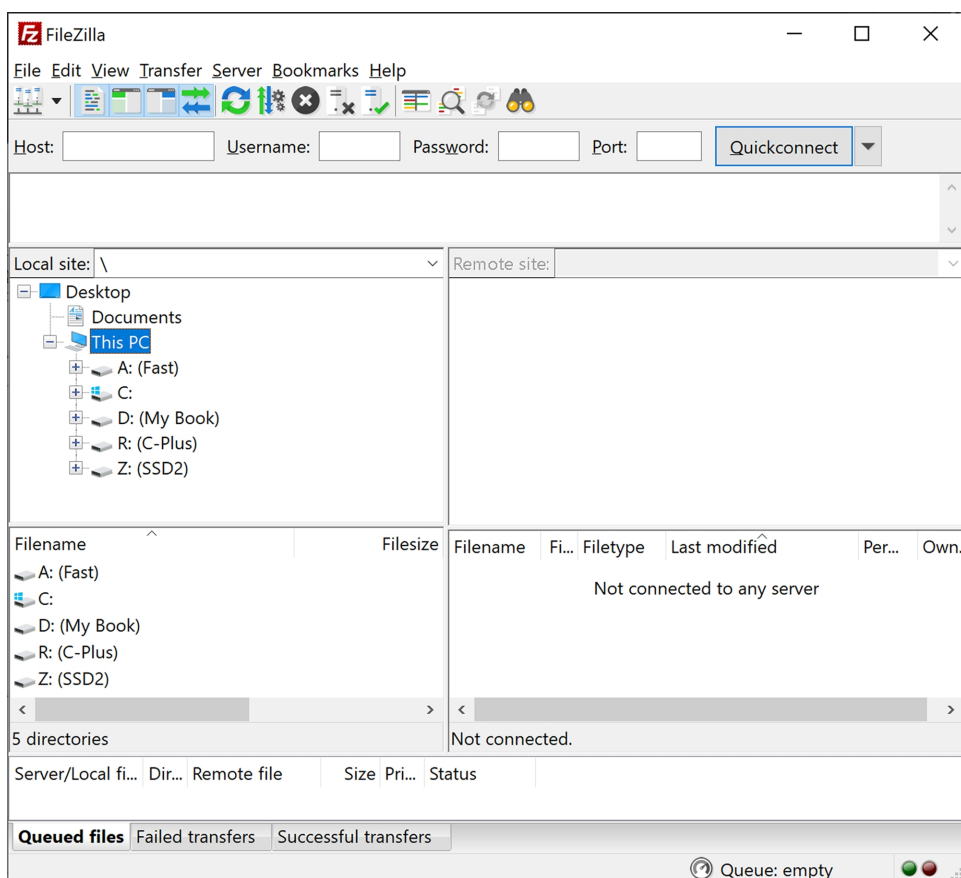 FileZilla
File Edit View Transfer Server Bookmarks Help
Host: Username: Password: Port: Quickconnect
Local site: \
Remote site:
Desktop
Documents
This PC
A: (Fast)
C:
D: (My Book)
R: (C-Plus)
Z: (SSD2)
Filename Filesize
A: (Fast)
C:
D: (My Book)
R: (C-Plus)
Z: (SSD2)
5 directories
Filename Fi... Filetype Last modified Per... Own.
Not connected to any server
Not connected.
Server/Local fi... Dir... Remote file Size Pri... Status
Queued files Failed transfers Successful transfers
Queue: empty